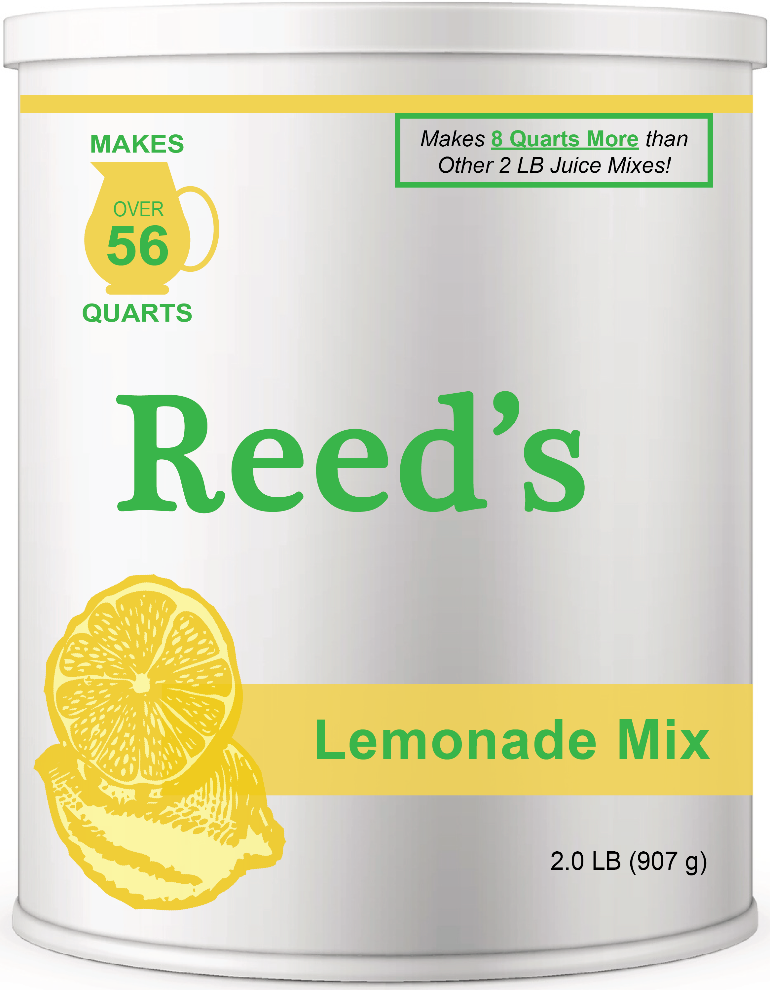 MAKES
OVER
56
QUARTS
Makes 8 Quarts More than
Other 2 LB Juice Mixes!
Reed's
Lemonade Mix
2.0 LB (907 g)